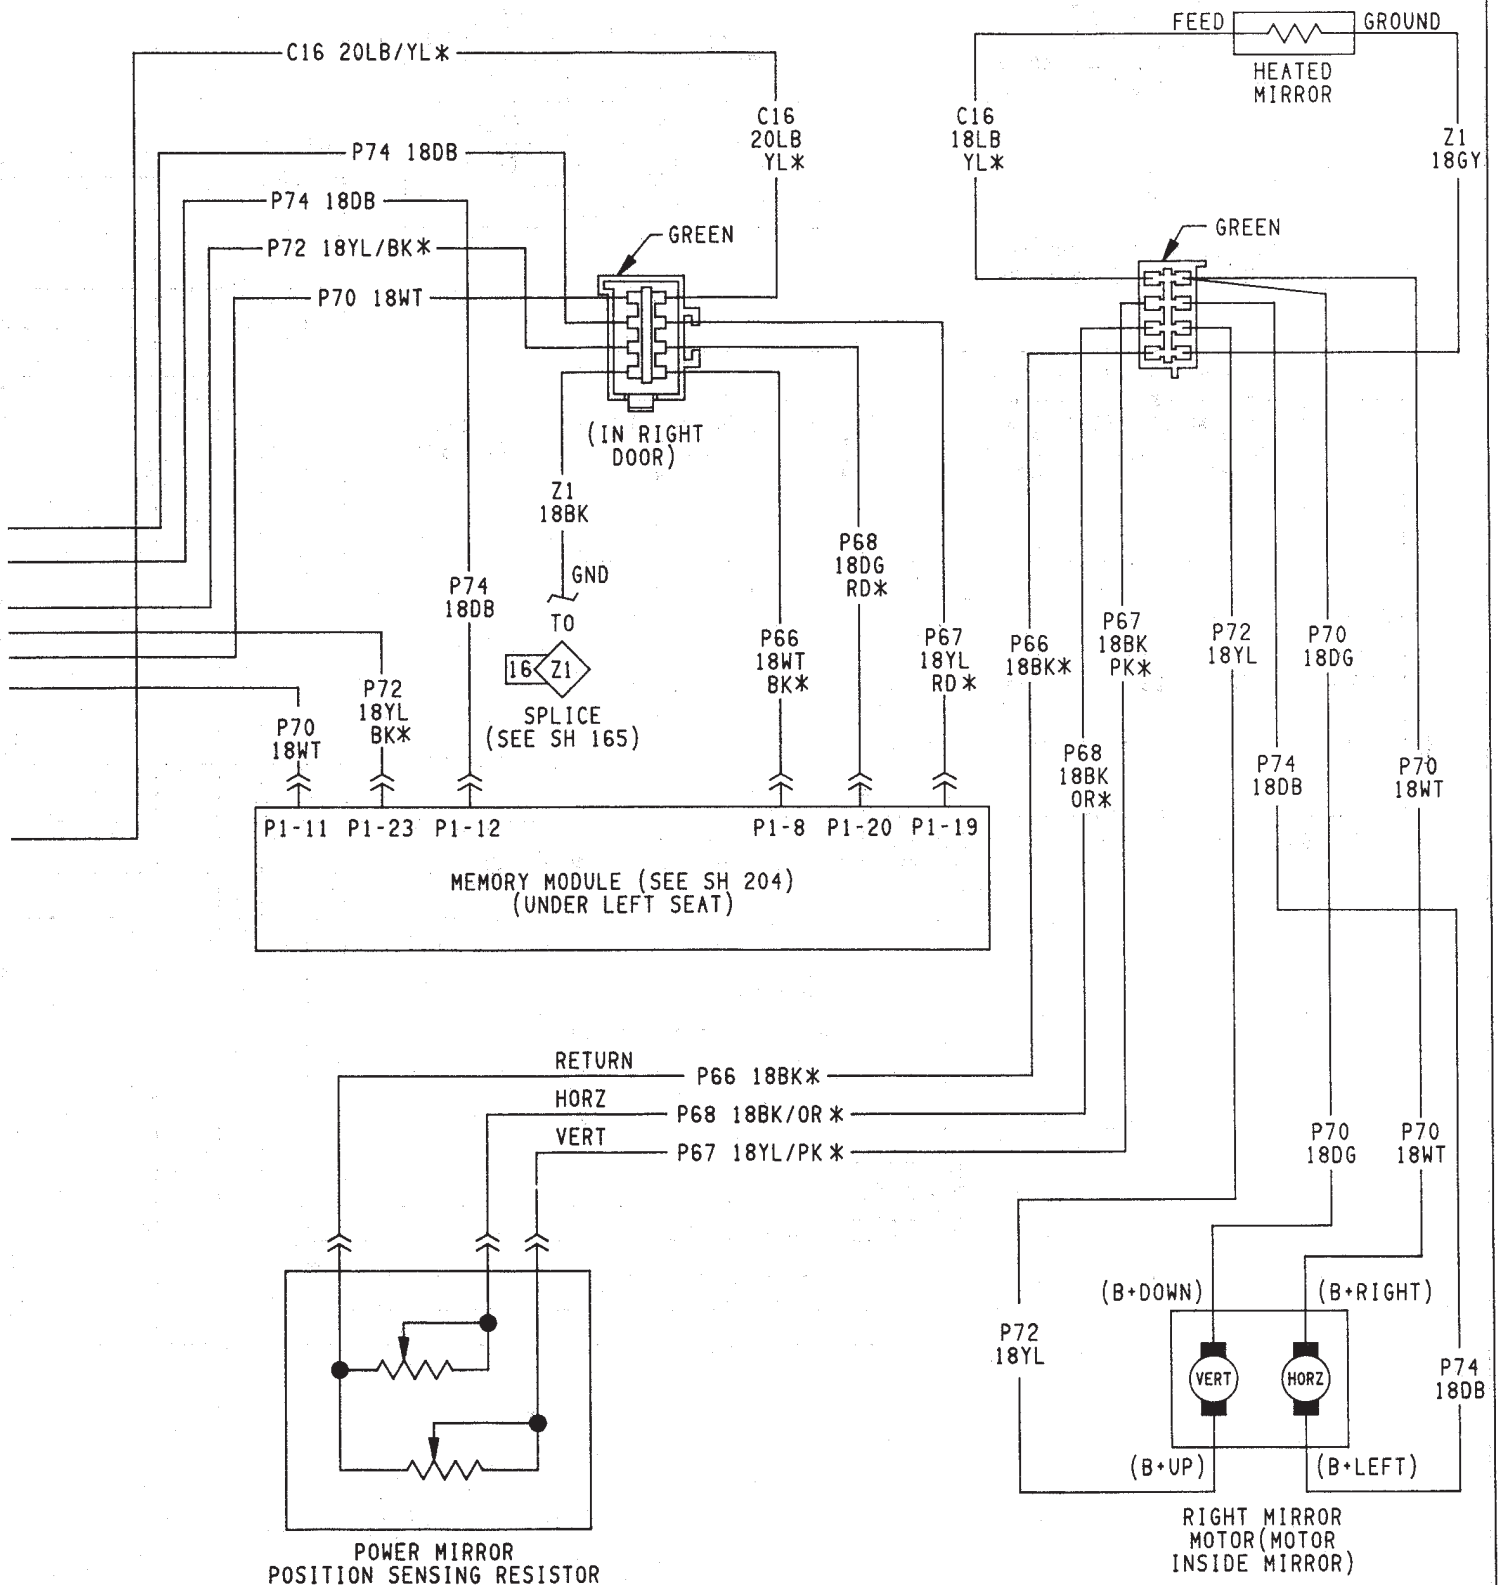 FEED
GROUND
HEATED
MIRROR
C16 20LB/YL*
C16
20LB
YL*
C16
18LB
YL*
Z1
18GY
P74 18DB
P74 18DB
P72 18YL/BK*
P70 18WT
GREEN
GREEN
(IN RIGHT
DOOR)
Z1
18BK
GND
TO
16 Z1
SPLICE
(SEE SH 165)
P68
18DG
RD*
P74
18DB
P66
18WT
BK*
P67
18YL
RD*
P66
18BK*
P67
18BK
PK*
P72
18YL
P70
18DG
P72
18YL
BK*
P70
18WT
P68
18BK
OR*
P74
18DB
P70
18WT
P1-11 P1-23 P1-12 P1-8 P1-20 P1-19
MEMORY MODULE (SEE SH 204)
(UNDER LEFT SEAT)
RETURN
P66 18BK*
HORZ
P68 18BK/OR*
VERT
P67 18YL/PK*
P70
18DG
P70
18WT
(B+DOWN)
(B+RIGHT)
P72
18YL
VERT
HORZ
P74
18DB
(B+UP)
(B+LEFT)
RIGHT MIRROR
MOTOR(MOTOR
INSIDE MIRROR)
POWER MIRROR
POSITION SENSING RESISTOR